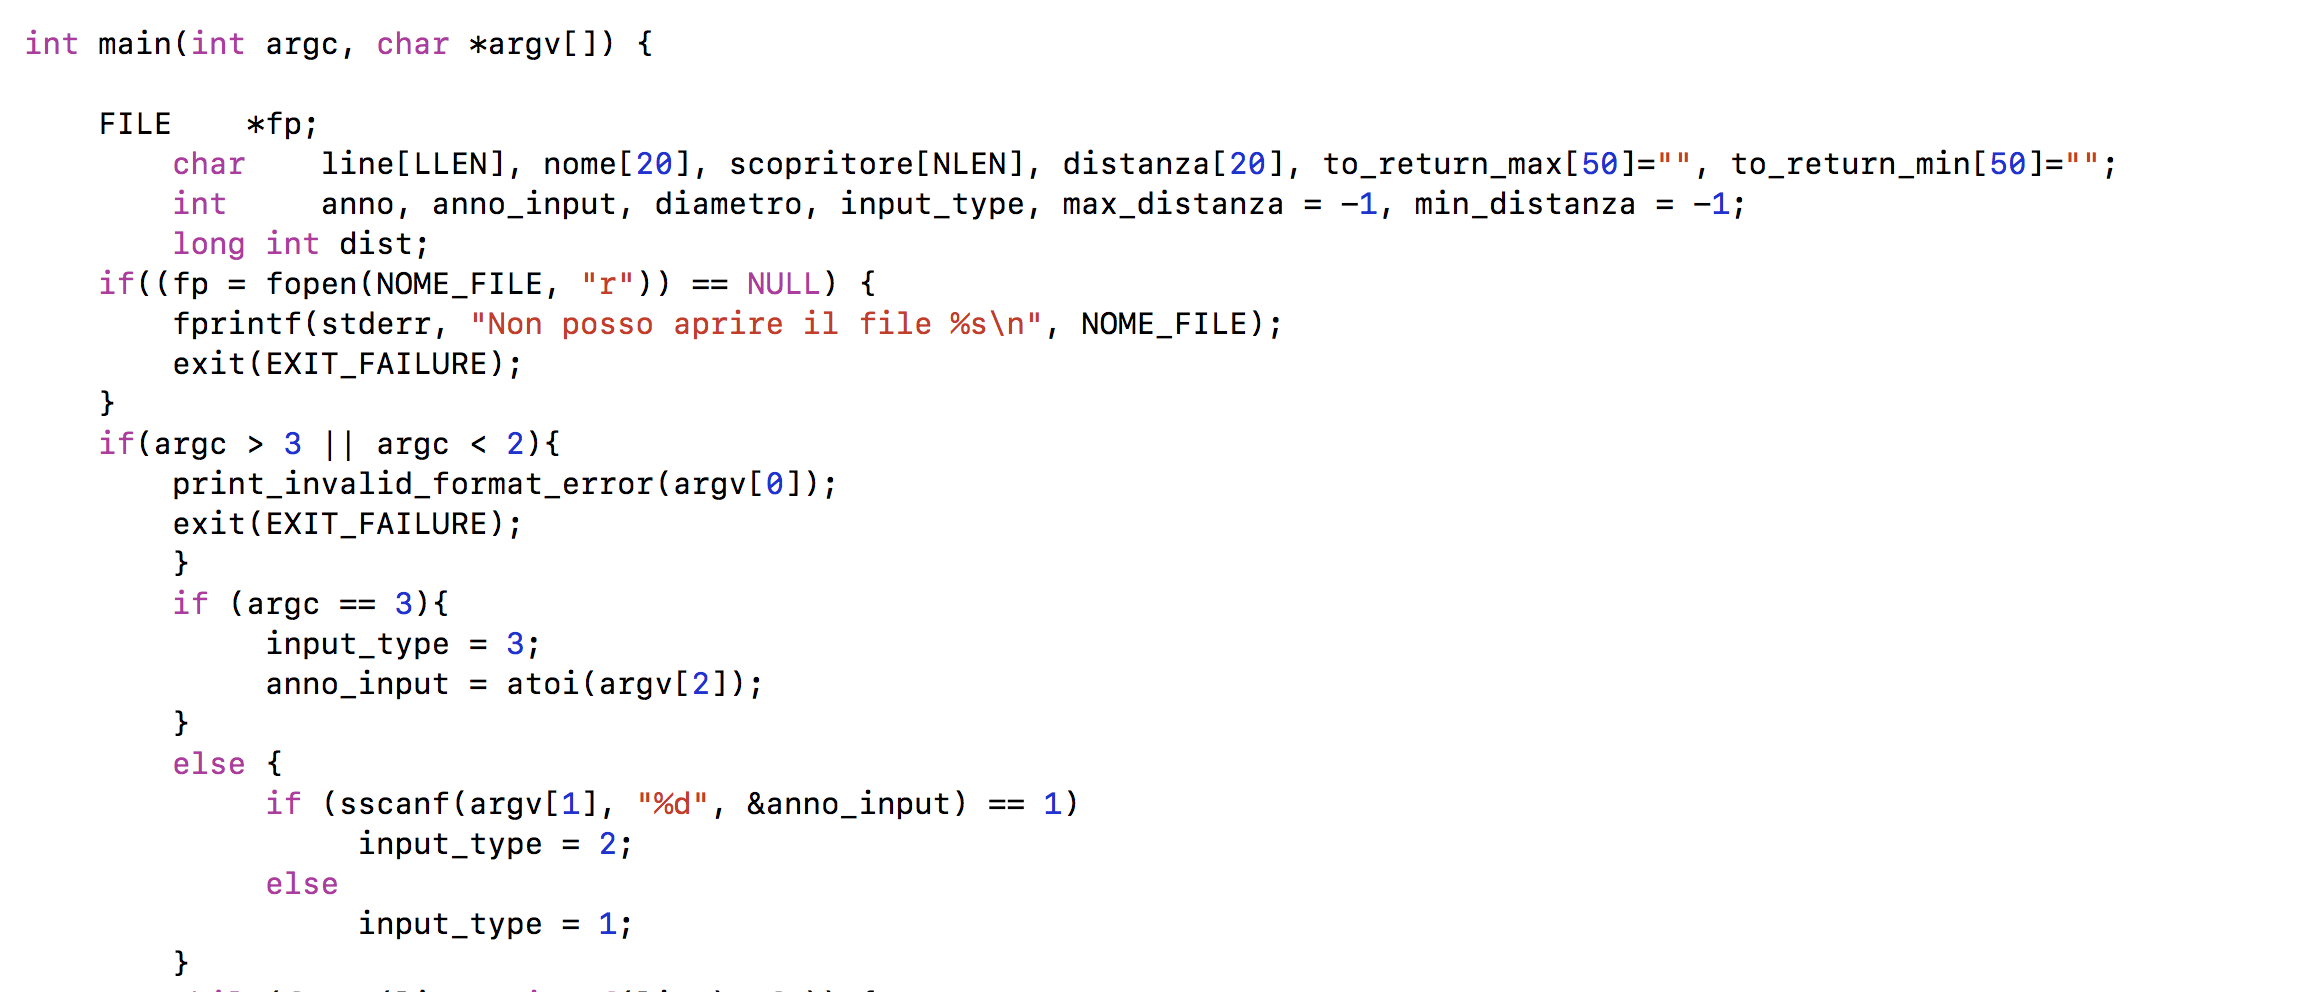 int main(int argc, char *argv[]) {
FILE *fp;
char line[LLEN], nome[20], scopritore[NLEN], distanza[20], to_return_max[50]="", to_return_min[50]="";
int anno, anno_input, diametro, input_type, max_distanza = -1, min_distanza = -1;
long int dist;
if((fp = fopen(NOME_FILE, "r")) == NULL) {
fprintf(stderr, "Non posso aprire il file %s\n", NOME_FILE);
exit(EXIT_FAILURE);
}
if(argc > 3 || argc < 2){
print_invalid_format_error(argv[0]);
exit(EXIT_FAILURE);
}
if (argc == 3){
input_type = 3;
anno_input = atoi(argv[2]);
}
else {
if (sscanf(argv[1], "%d", &anno_input) == 1)
input_type = 2;
else
input_type = 1;
}